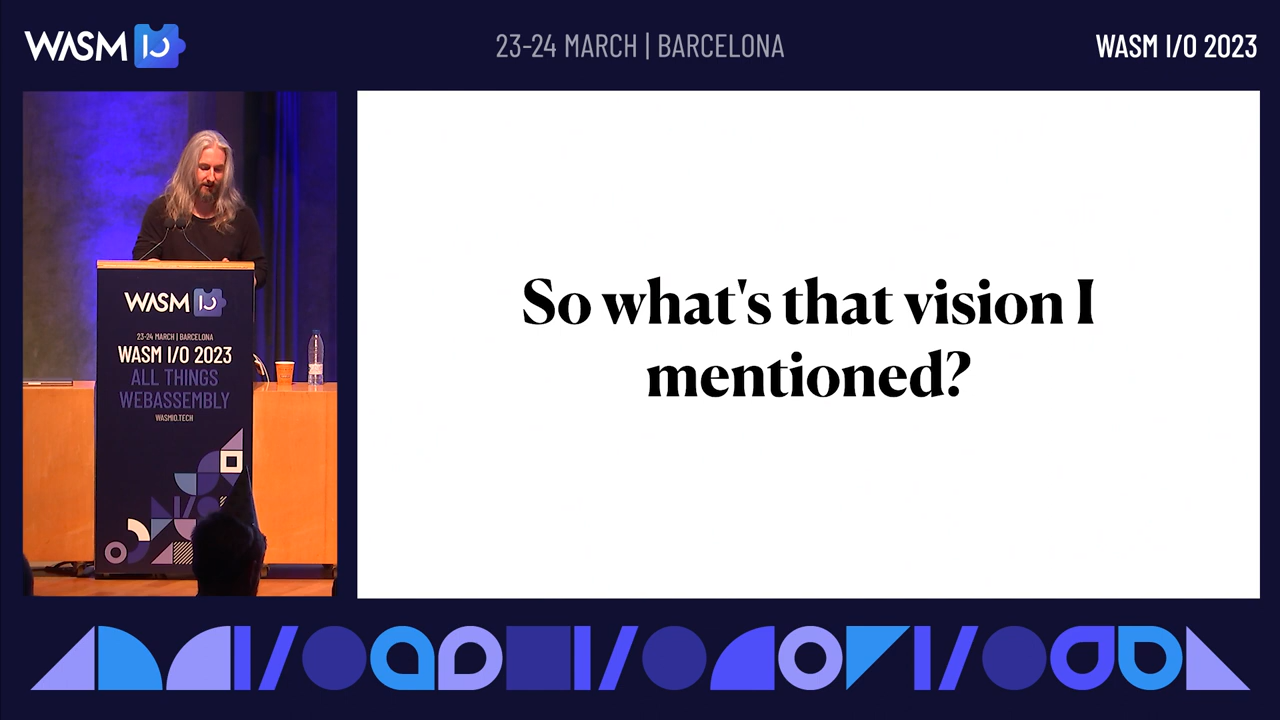 WASM I/O
23-24 MARCH | BARCELONA
WASM I/O 2023
So what's that vision I
mentioned?
WASM I/O
23-24 MARCH | BARCELONA
WASM I/O 2023
ALL THINGS
WEBASSEMBLY
WASMIO.TECH